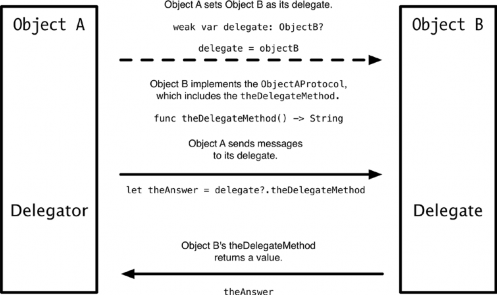 Object A sets Object B as its delegate.
Object A
Object B
weak var delegate: ObjectB?
delegate = objectB
Object B implements the ObjectAProtocol,
which includes the theDelegateMethod.
func theDelegateMethod() -> String
Object A sends messages
to its delegate.
let theAnswer = delegate?.theDelegateMethod
Delegator
Delegate
Object B's theDelegateMethod
returns a value.
theAnswer